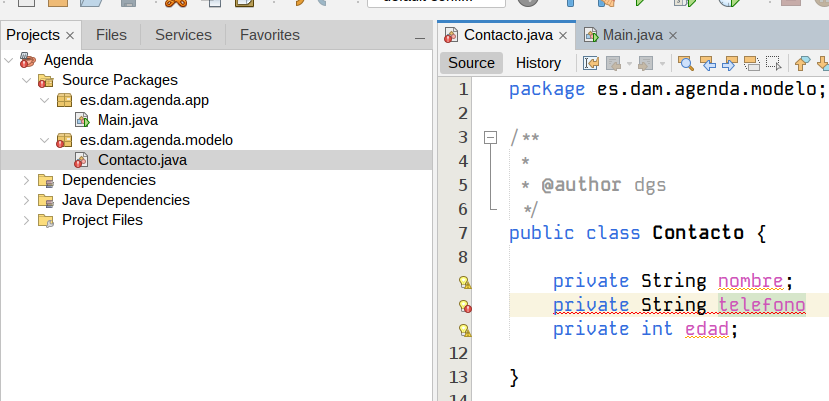 Projects × Files Services Favorites
Agenda
Source Packages
es.dam.agenda.app
Main.java
es.dam.agenda.modelo
Contacto.java
Dependencies
Java Dependencies
Project Files
Contacto.java × Main.java ×
Source History
1 package es.dam.agenda.modelo;
2
3 /**
4 *
5 * @author dgs
6 */
7 public class Contacto {
private String nombre;
private String telefono
private int edad;
12
13 }